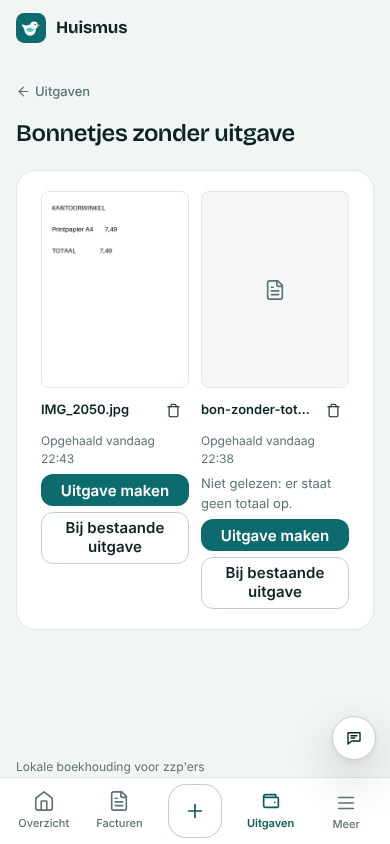 Huismus
← Uitgaven
Bonnetjes zonder uitgave
KANTOORWINKEL
Printpapier A4 7,49
TOTAAL 7,49
IMG_2050.jpg
Opgehaald vandaag
22:43
Uitgave maken
Bij bestaande
uitgave
bon-zonder-tot...
Opgehaald vandaag
22:38
Niet gelezen: er staat
geen totaal op.
Uitgave maken
Bij bestaande
uitgave
Lokale boekhouding voor zzp'ers
Overzicht
Facturen
Uitgaven
Meer